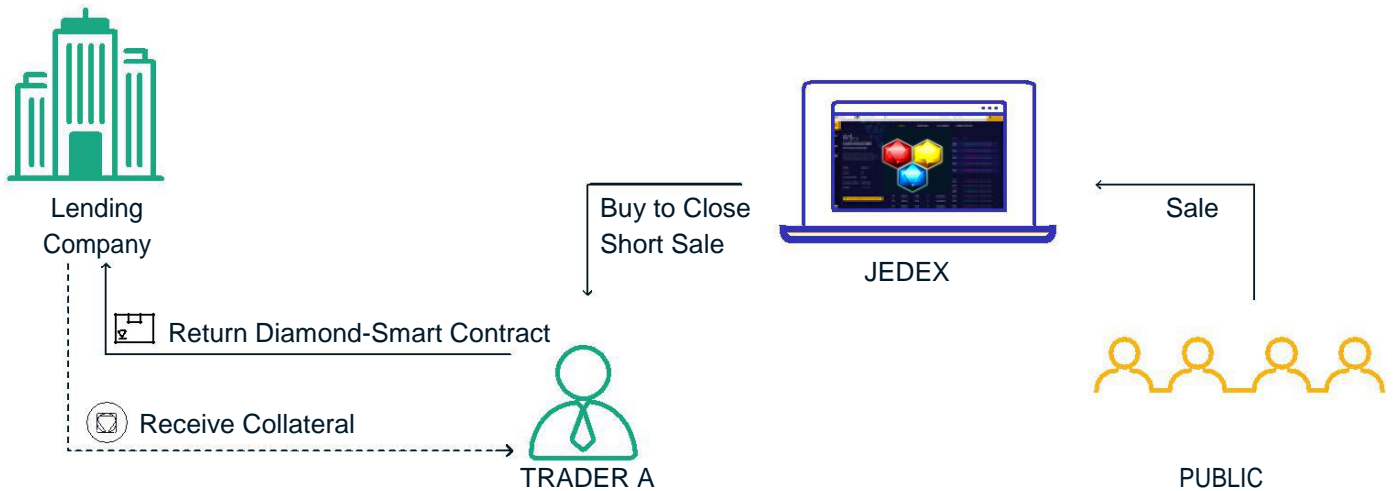 Lending
Company
Buy to Close
Short Sale
Sale
JEDEX
Return Diamond-Smart Contract
Receive Collateral
TRADER A
PUBLIC